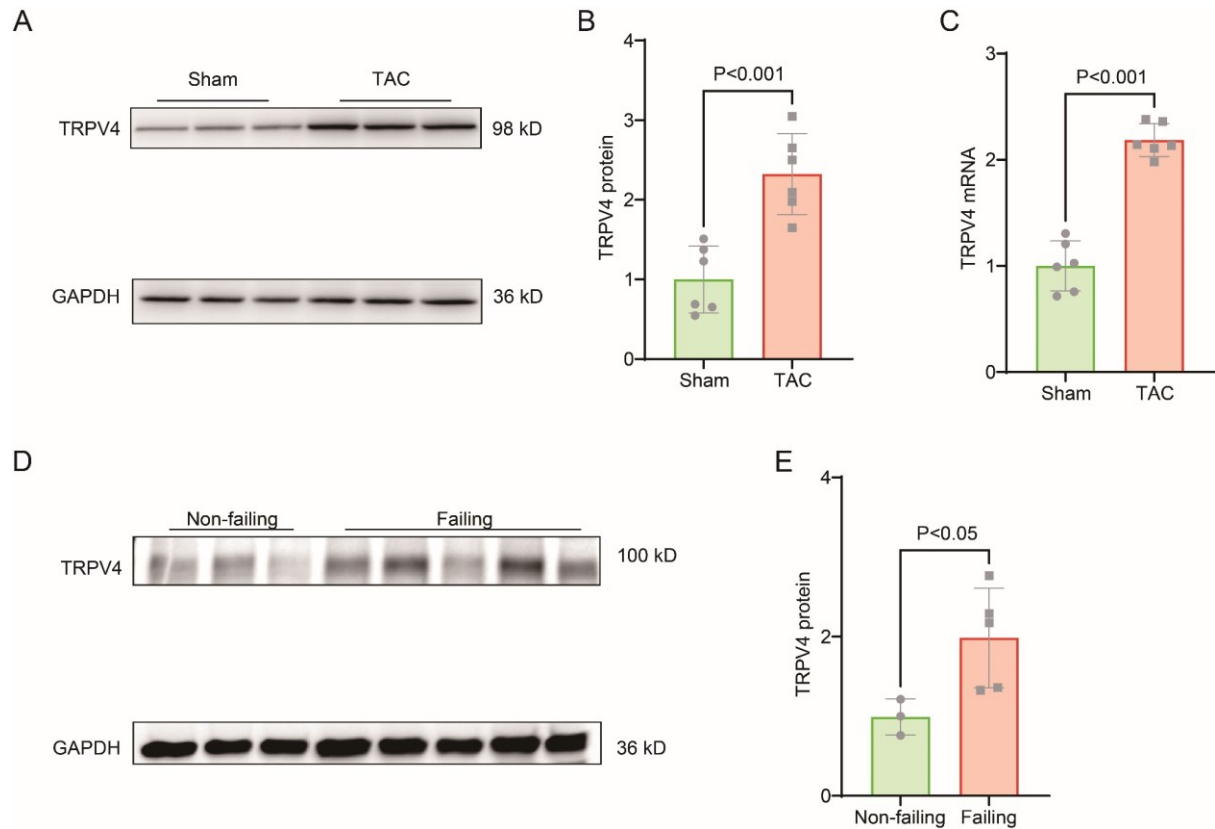 A
Sham TAC
TRPV4 98 kD
GAPDH 36 kD
B
4
3
2
1
0
TRPV4 protein
P<0.001
Sham TAC
C
3
2
1
0
TRPV4 mRNA
P<0.001
Sham TAC
D
Non-failing Failing
TRPV4 100 kD
GAPDH 36 kD
E
4
2
0
TRPV4 protein
P<0.05
Non-failing Failing